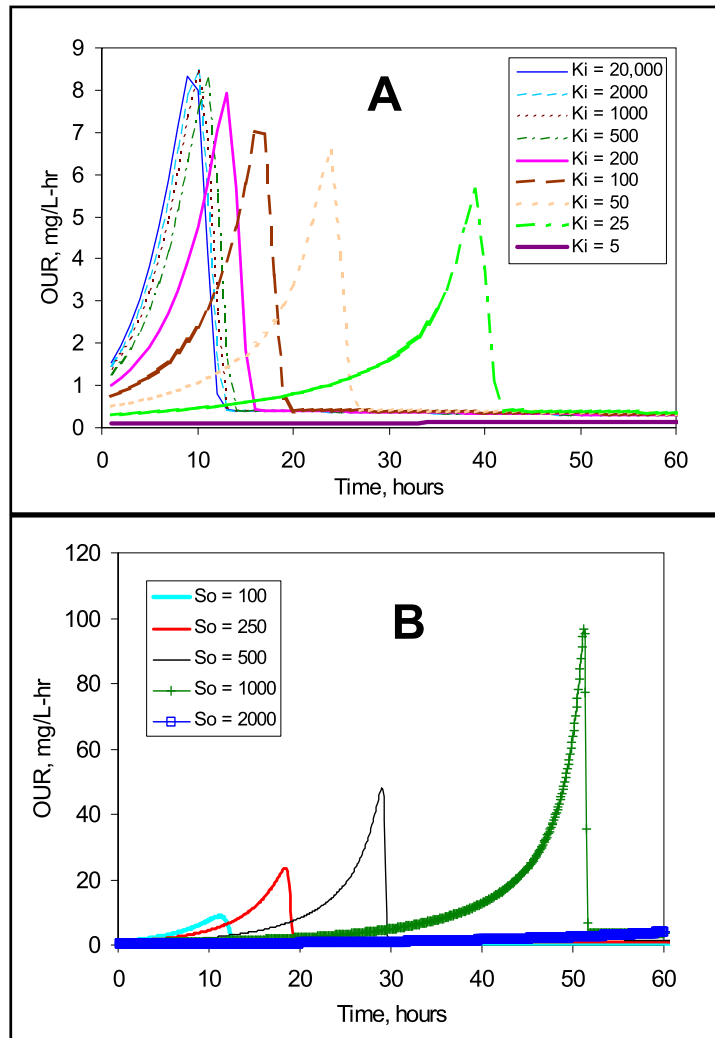 A
9
8
7
6
5
4
3
2
1
0
OUR, mg/L-hr
Ki = 20,000
Ki = 2000
Ki = 1000
Ki = 500
Ki = 200
Ki = 100
Ki = 50
Ki = 25
Ki = 5
0 10 20 30 40 50 60
Time, hours
B
120
100
80
60
40
20
0
OUR, mg/L-hr
So = 100
So = 250
So = 500
So = 1000
So = 2000
0 10 20 30 40 50 60
Time, hours